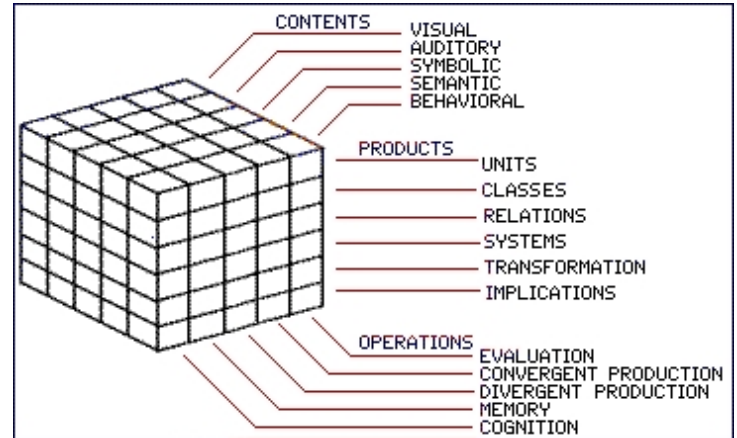 CONTENTS
VISUAL
AUDITORY
SYMBOLIC
SEMANTIC
BEHAVIORAL
PRODUCTS
UNITS
CLASSES
RELATIONS
SYSTEMS
TRANSFORMATION
IMPLICATIONS
OPERATIONS
EVALUATION
CONVERGENT PRODUCTION
DIVERGENT PRODUCTION
MEMORY
COGNITION